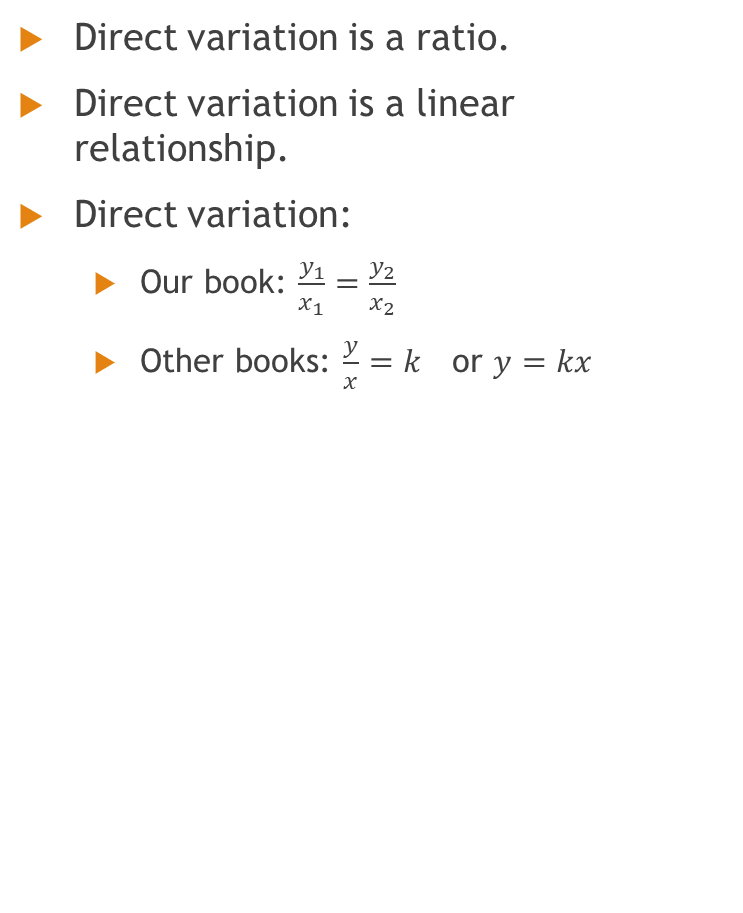 Direct variation is a ratio.
Direct variation is a linear
relationship.
Direct variation:
Our book: y₁/x₁ = y₂/x₂
Other books: y/x = k or y = kx